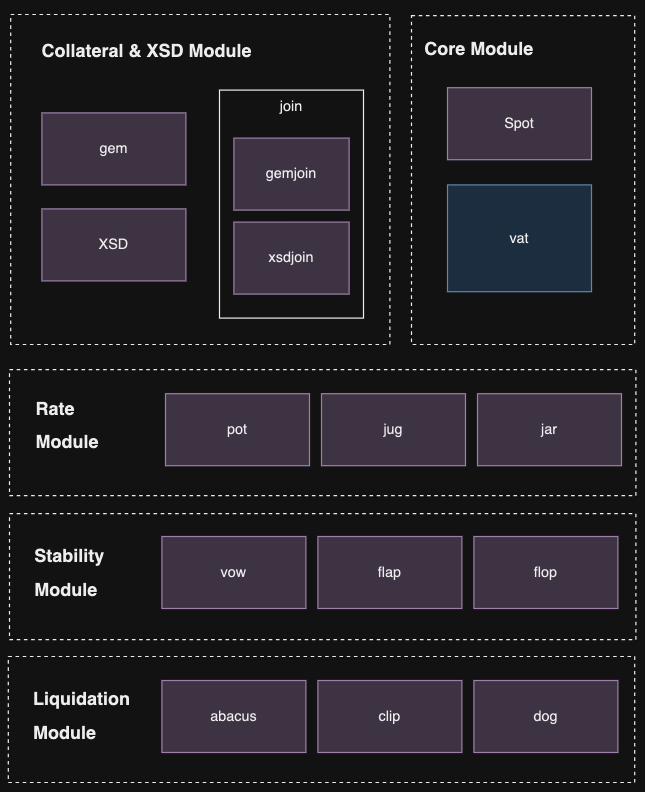 Collateral & XSD Module
gem
XSD
join
gemjoin
xsdjoin
Core Module
Spot
vat
Rate
Module
pot
jug
jar
Stability
Module
vow
flap
flop
Liquidation
Module
abacus
clip
dog